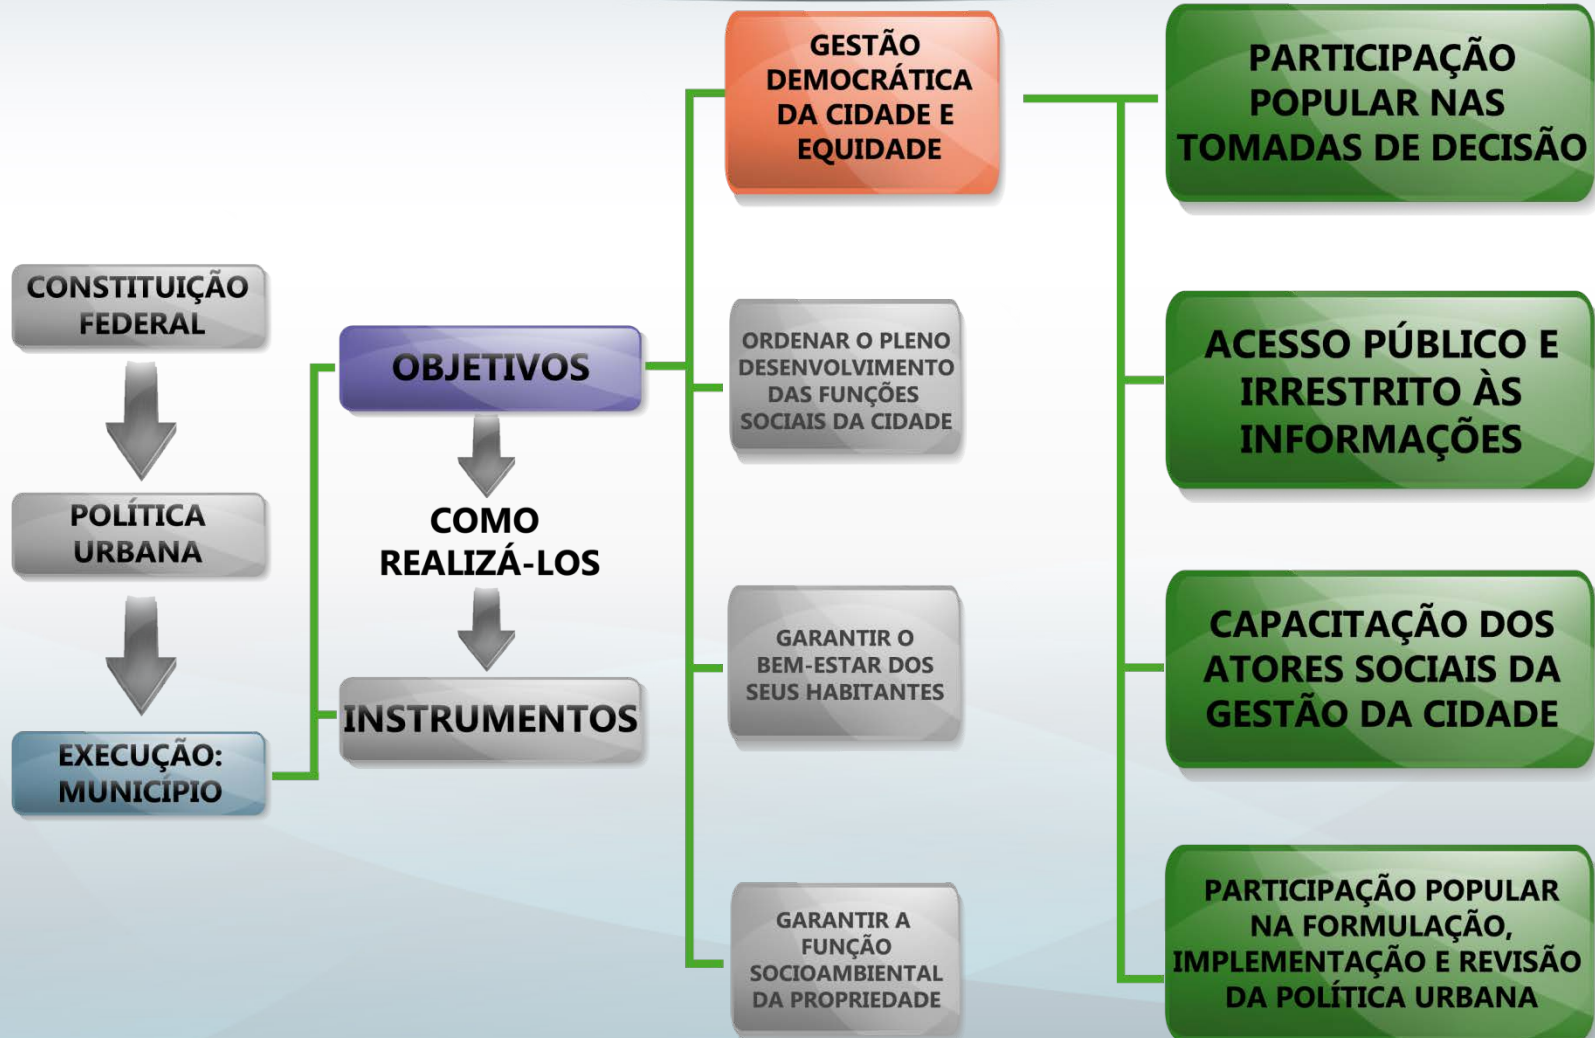 CONSTITUIÇÃO
FEDERAL
POLÍTICA
URBANA
EXECUÇÃO:
MUNICÍPIO
OBJETIVOS
COMO
REALIZÁ-LOS
INSTRUMENTOS
GESTÃO
DEMOCRÁTICA
DA CIDADE E
EQUIDADE
ORDENAR O PLENO
DESENVOLVIMENTO
DAS FUNÇÕES
SOCIAIS DA CIDADE
GARANTIR O
BEM-ESTAR DOS
SEUS HABITANTES
GARANTIR A
FUNÇÃO
SOCIOAMBIENTAL
DA PROPRIEDADE
PARTICIPAÇÃO
POPULAR NAS
TOMADAS DE DECISÃO
ACESSO PÚBLICO E
IRRESTRITO ÀS
INFORMAÇÕES
CAPACITAÇÃO DOS
ATORES SOCIAIS DA
GESTÃO DA CIDADE
PARTICIPAÇÃO POPULAR
NA FORMULAÇÃO,
IMPLEMENTAÇÃO E REVISÃO
DA POLÍTICA URBANA